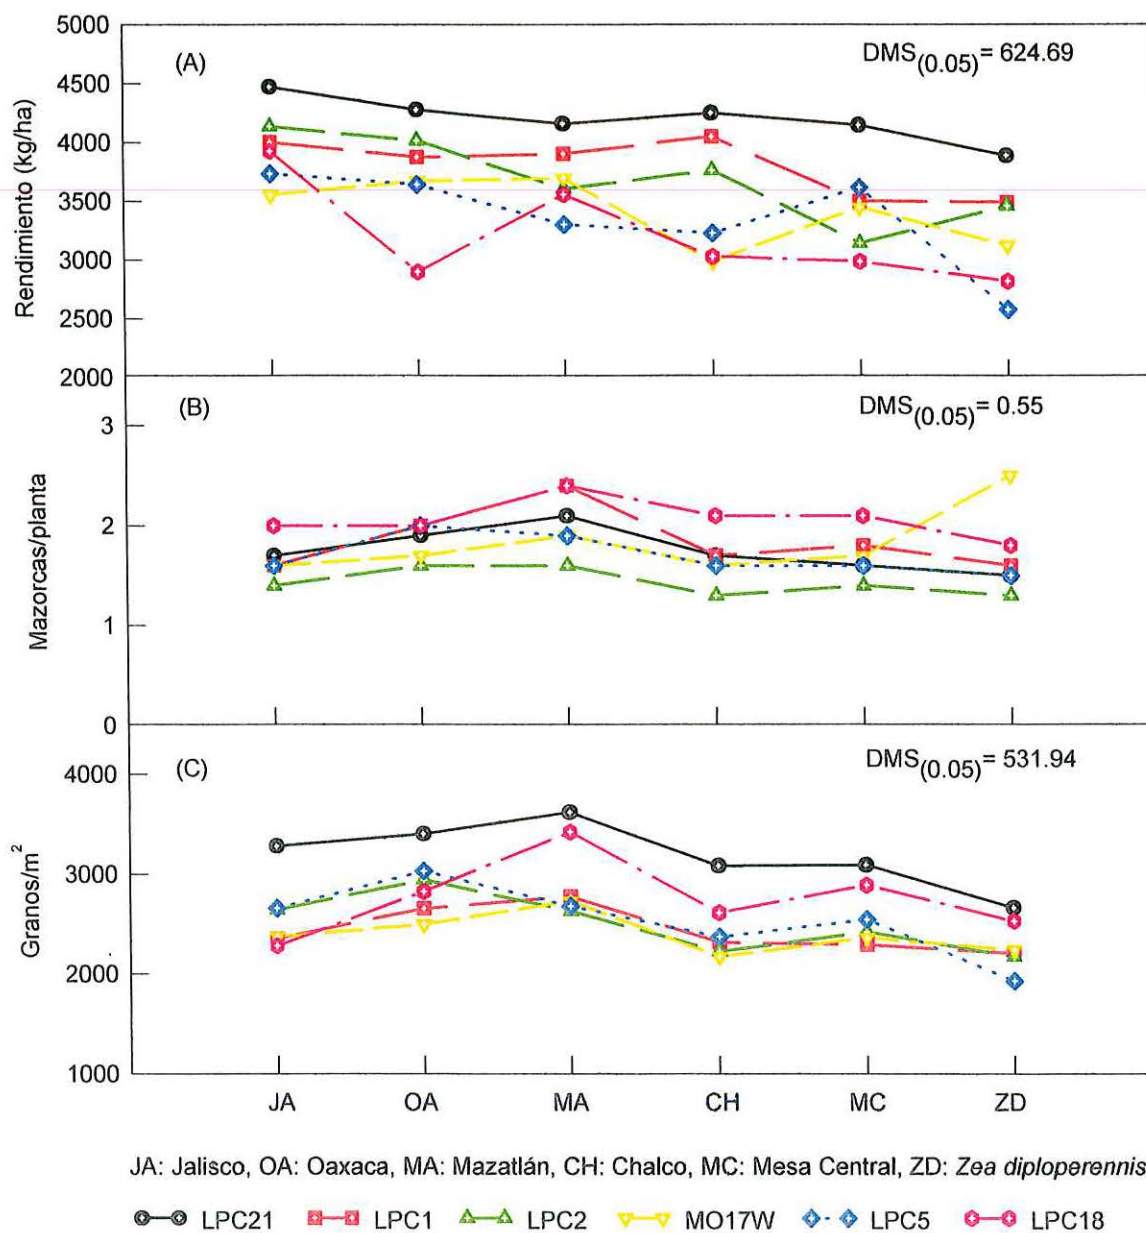 5000
(A)
DMS(0.05)= 624.69
4500
4000
3500
3000
2500
2000
Rendimiento (kg/ha)
(B)
DMS(0.05)= 0.55
3
2
1
0
Mazorcas/planta
(C)
DMS(0.05)= 531.94
4000
3000
2000
1000
Granos/m²
JA OA MA CH MC ZD
JA: Jalisco, OA: Oaxaca, MA: Mazatlán, CH: Chalco, MC: Mesa Central, ZD: Zea diploperennis
LPC21 LPC1 LPC2 MO17W LPC5 LPC18